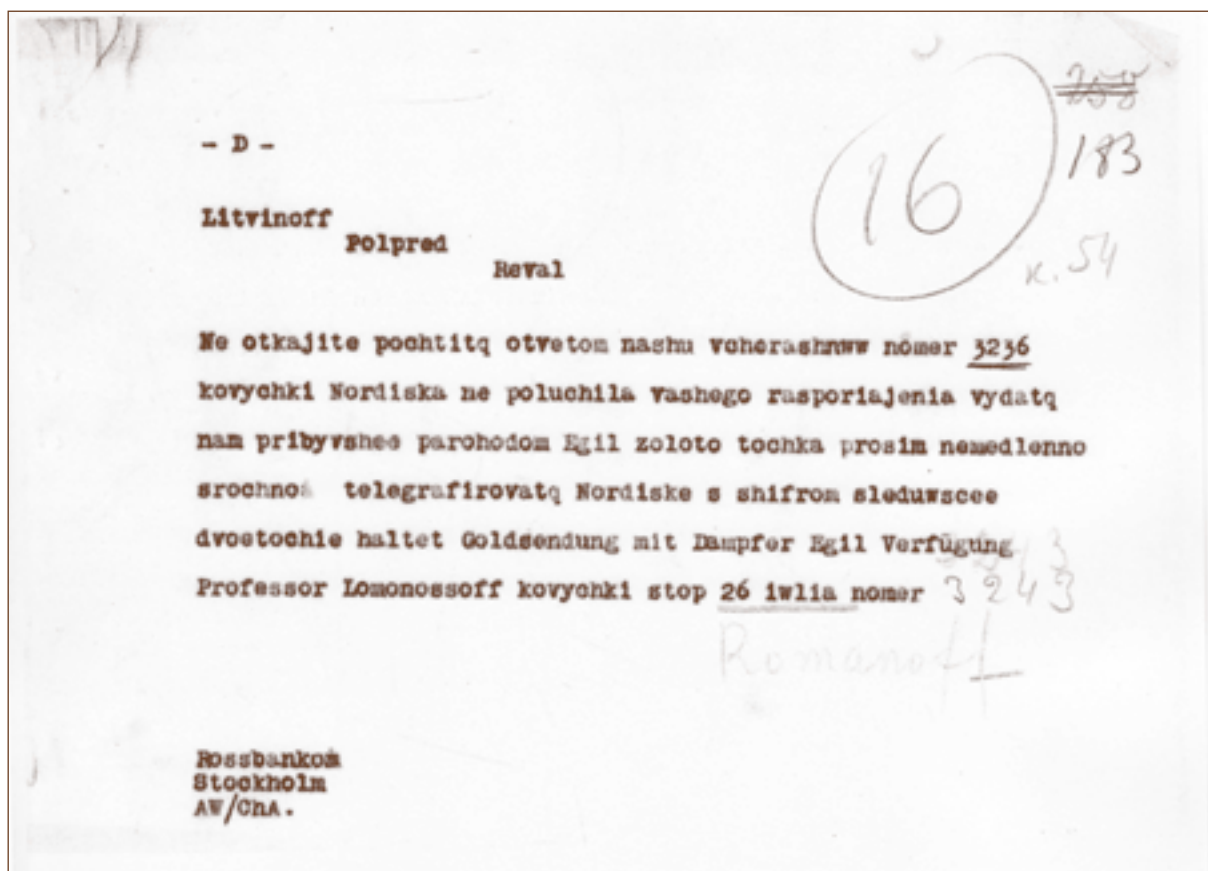 258
183
16
к. 54
- D -
Litvinoff
Polpred
Reval
Ne otkajite pochtitq otvetom nashu vcherashnww nomer 3236
kovychki Nordiska ne poluchila vashego rasporiajenia vydatq
nam pribyvshee parohodom Egil zoloto tochka prosim nemedlenno
srochno telegrafirovatq Nordiske s shifrom sleduwscee
dvoetochie haltet Goldsendung mit Dampfer Egil Verfügung
Professor Lomonossoff kovychki stop 26 iwlia nomer 3243
Romanoff
Rossbankom
Stockholm
AW/ChA.